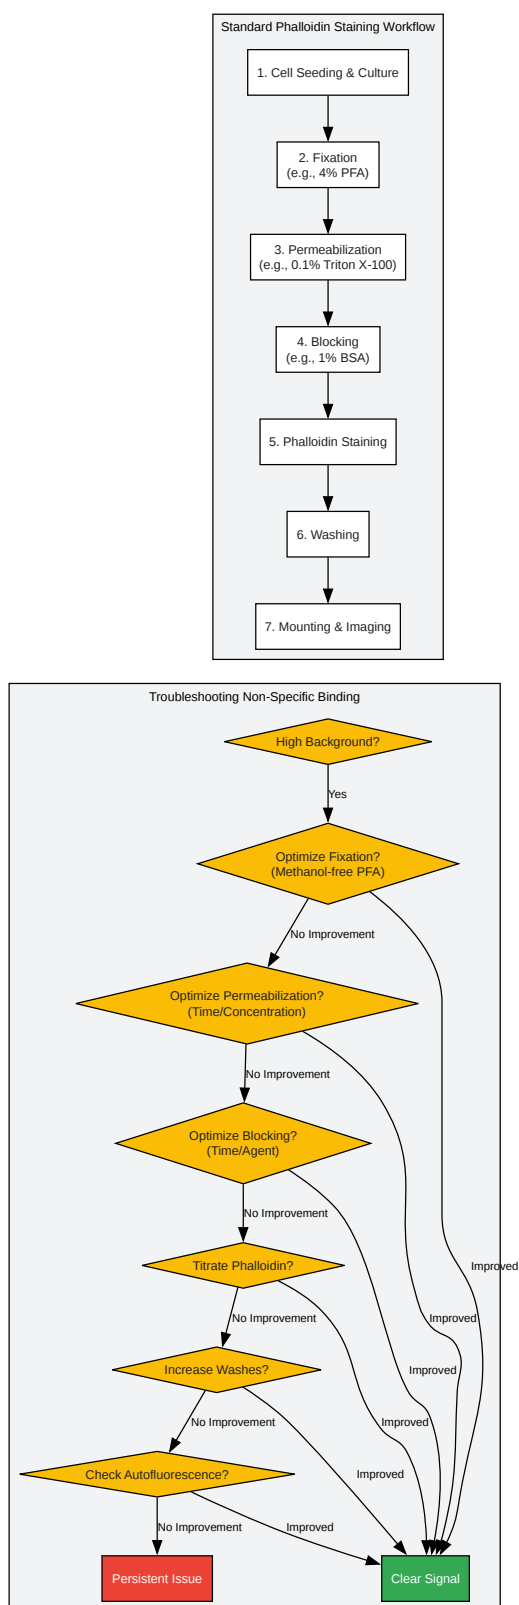 Standard Phalloidin Staining Workflow
1. Cell Seeding & Culture
2. Fixation
(e.g., 4% PFA)
3. Permeabilization
(e.g., 0.1% Triton X-100)
4. Blocking
(e.g., 1% BSA)
5. Phalloidin Staining
6. Washing
7. Mounting & Imaging
Troubleshooting Non-Specific Binding
High Background?
Yes
Optimize Fixation?
(Methanol-free PFA)
No Improvement
Optimize Permeabilization?
(Time/Concentration)
No Improvement
Optimize Blocking?
(Time/Agent)
No Improvement
Titrate Phalloidin?
Improved
No Improvement
Improved
Increase Washes?
Improved
No Improvement
Improved
Check Autofluorescence?
Improved
No Improvement
Improved
Persistent Issue
Clear Signal